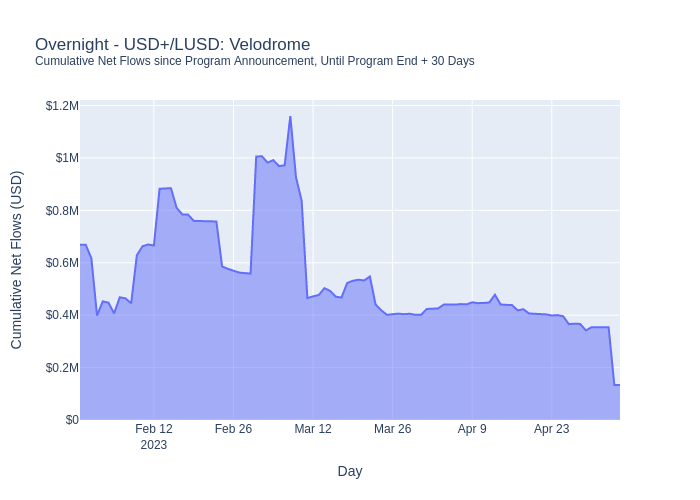 Overnight - USD+/LUSD: Velodrome
Cumulative Net Flows since Program Announcement, Until Program End + 30 Days
Cumulative Net Flows (USD)
$1.2M
$1M
$0.8M
$0.6M
$0.4M
$0.2M
$0
Feb 12
2023
Feb 26
Mar 12
Mar 26
Apr 9
Apr 23
Day